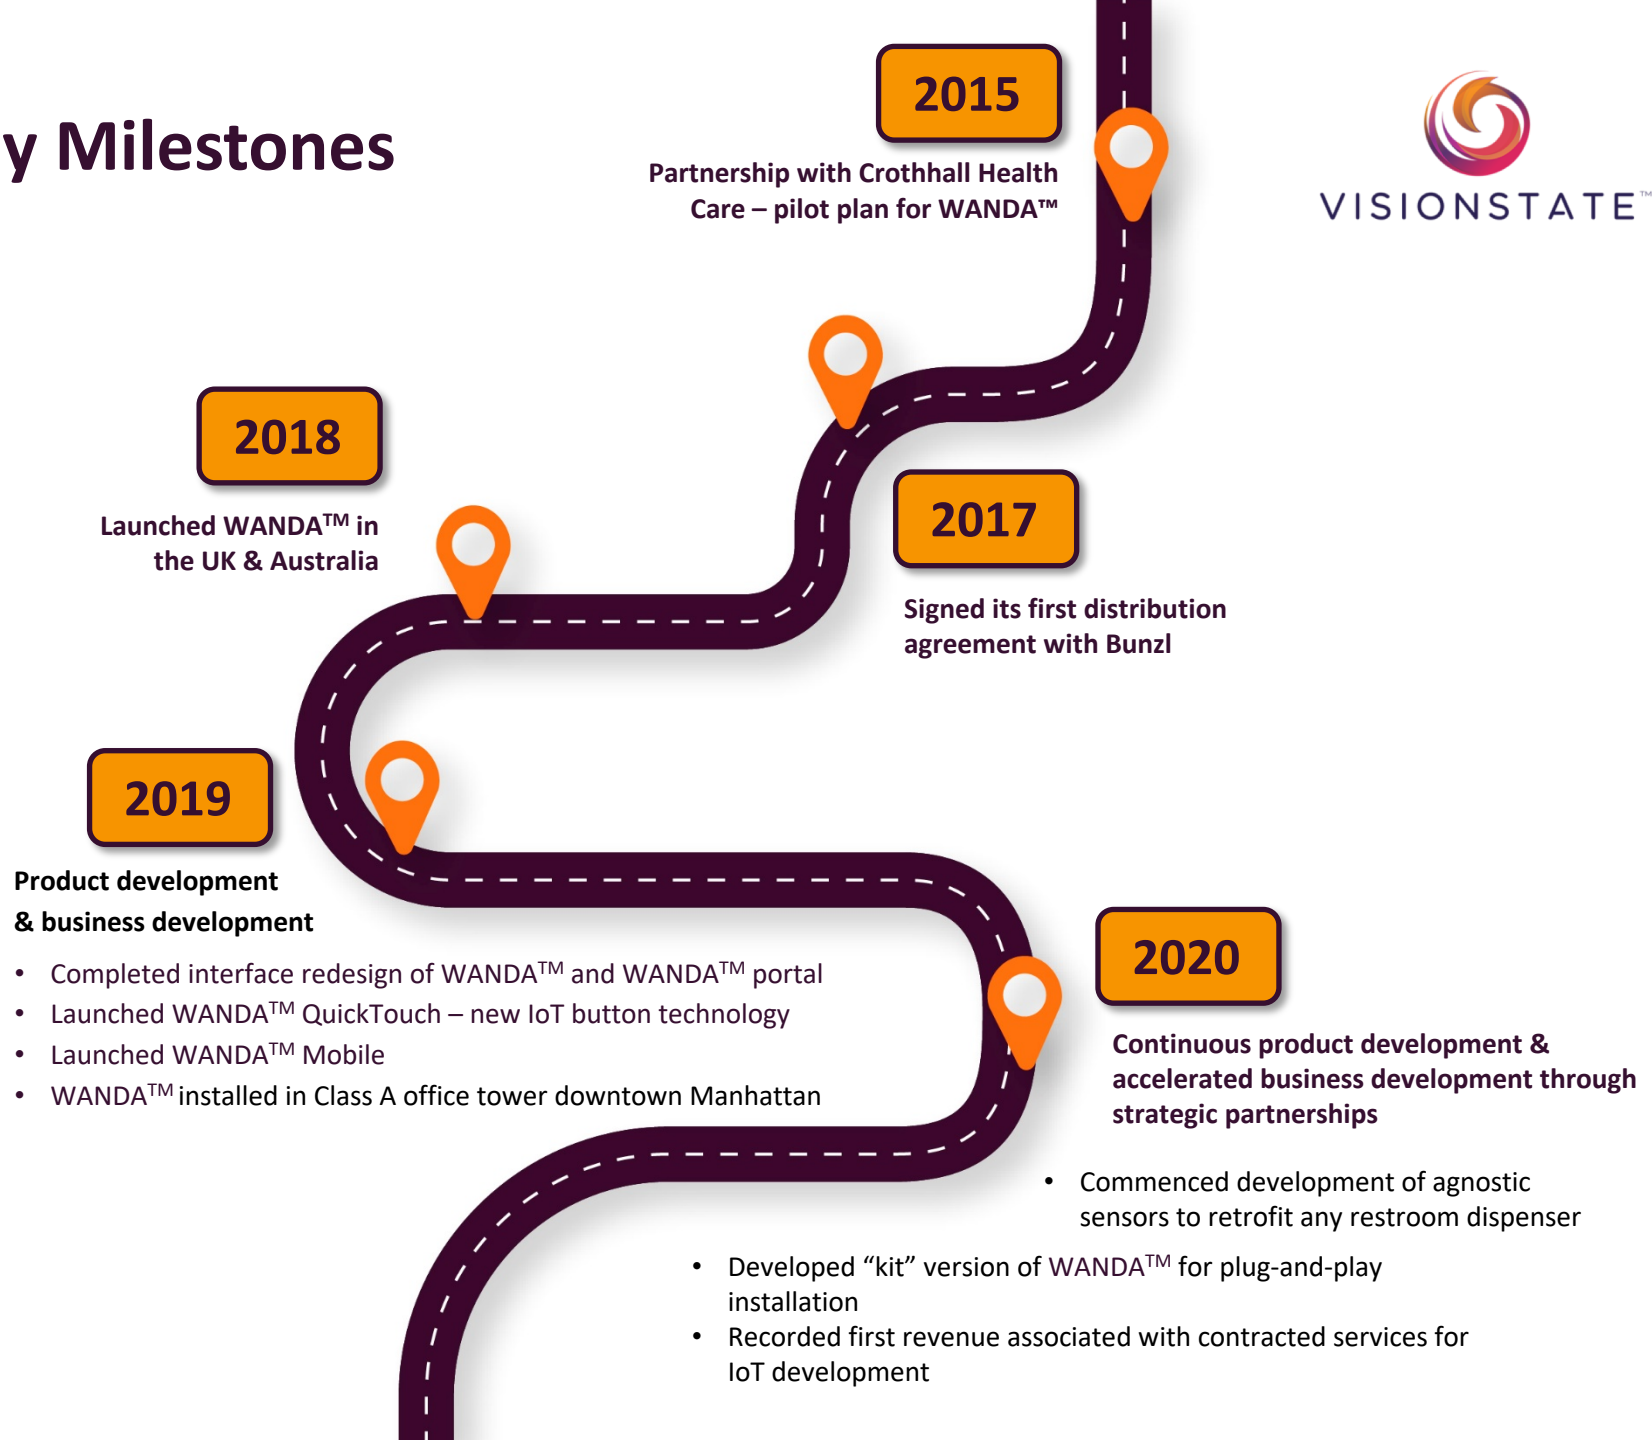 y Milestones
2015
Partnership with Crothhall Health
Care – pilot plan for WANDA™
VISIONSTATE™
2018
Launched WANDA™ in
the UK & Australia
2017
Signed its first distribution
agreement with Bunzl
2019
Product development
& business development
• Completed interface redesign of WANDA™ and WANDA™ portal
• Launched WANDA™ QuickTouch – new IoT button technology
• Launched WANDA™ Mobile
• WANDA™ installed in Class A office tower downtown Manhattan
2020
Continuous product development &
accelerated business development through
strategic partnerships
• Commenced development of agnostic
sensors to retrofit any restroom dispenser
• Developed “kit” version of WANDA™ for plug-and-play
installation
• Recorded first revenue associated with contracted services for
IoT development